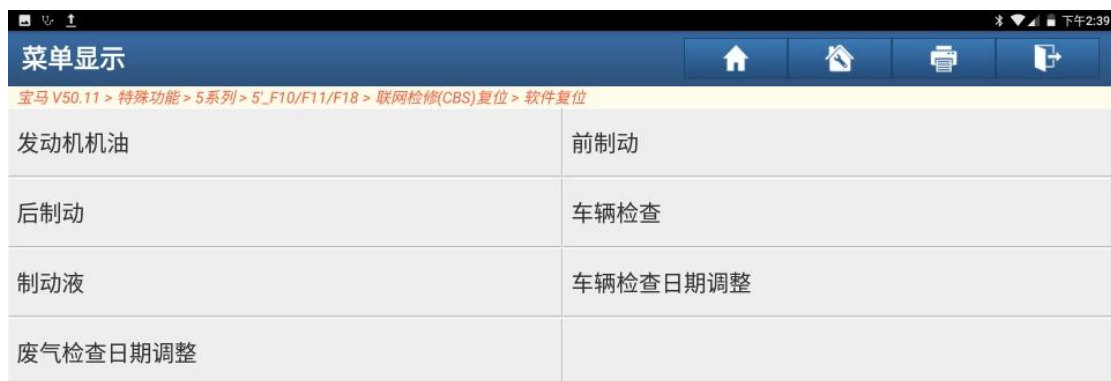 下午2:39
菜单显示
宝马 V50.11 > 特殊功能 > 5系列 > 5'_F10/F11/F18 > 联网检修(CBS)复位 > 软件复位
发动机机油
前制动
后制动
车辆检查
制动液
车辆检查日期调整
废气检查日期调整